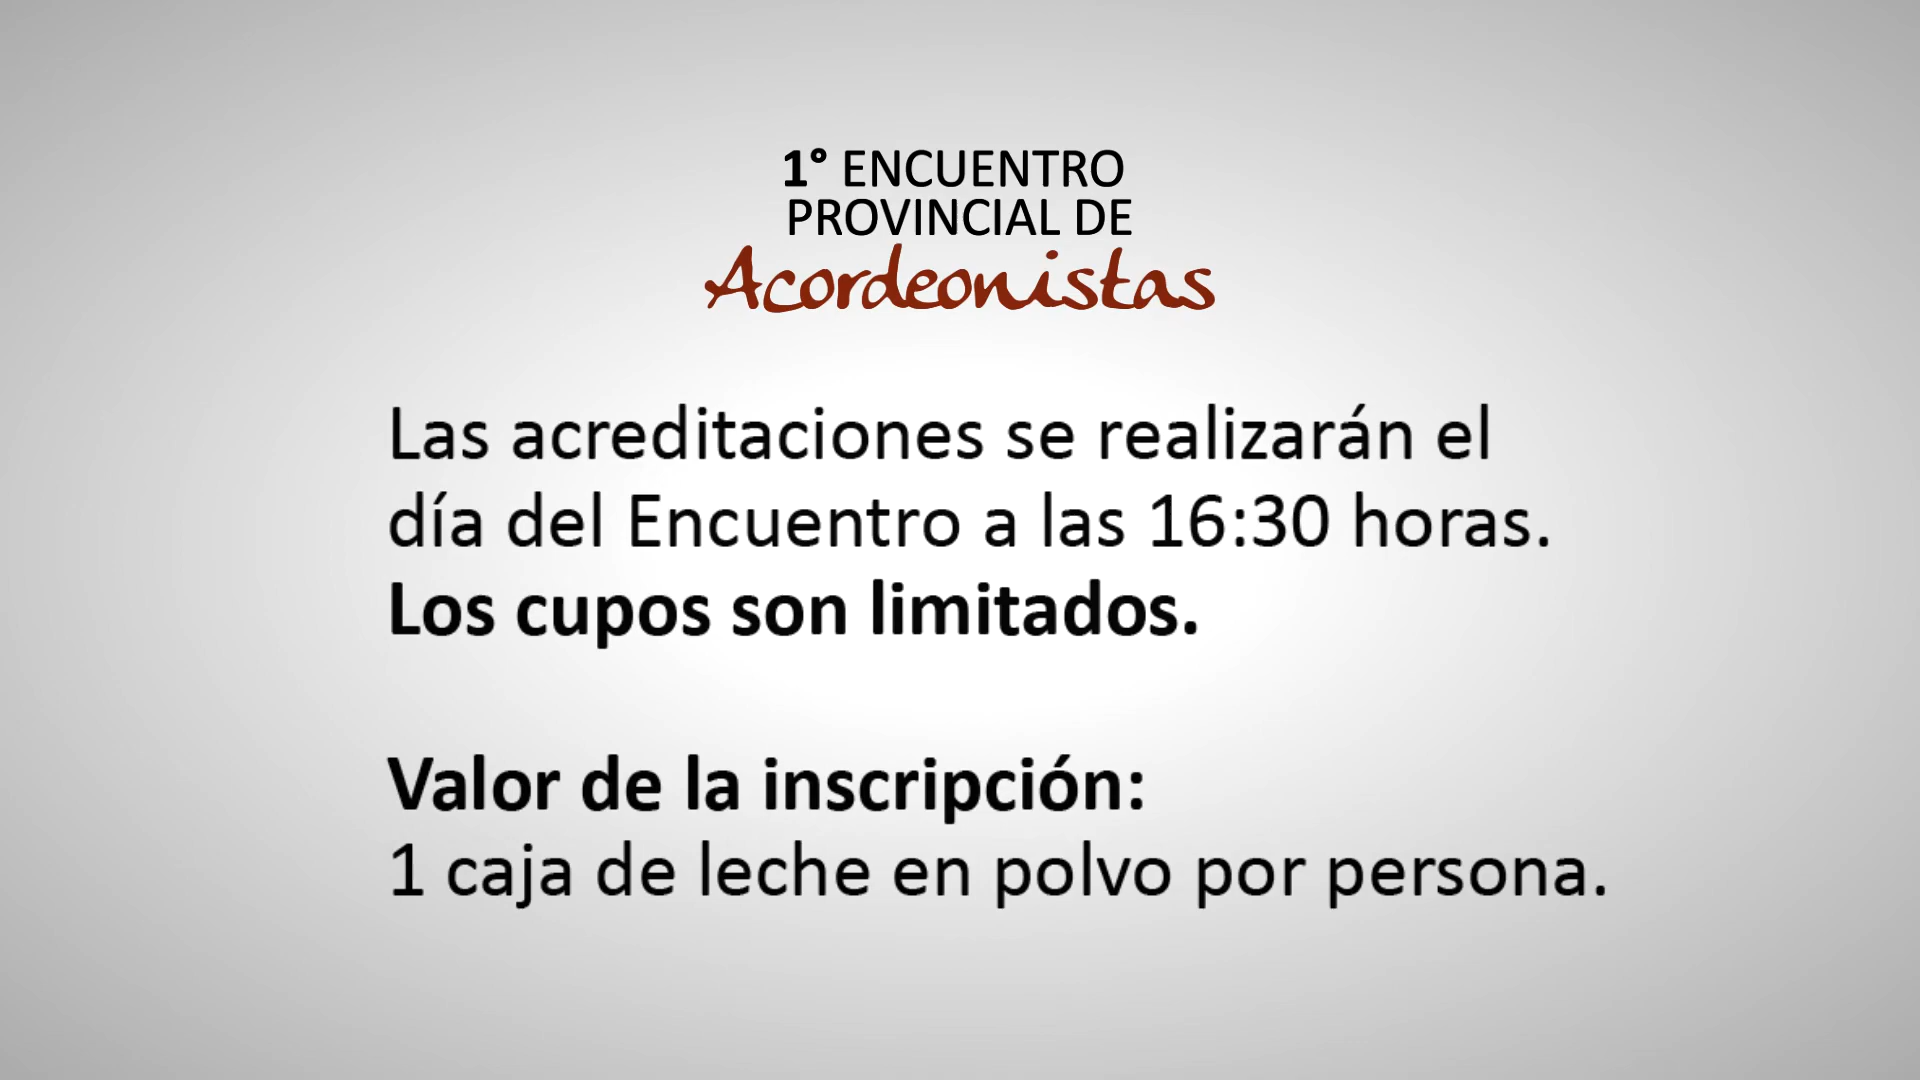 1° ENCUENTRO
PROVINCIAL DE
Acordeonistas
Las acreditaciones se realizarán el
día del Encuentro a las 16:30 horas.
Los cupos son limitados.
Valor de la inscripción:
1 caja de leche en polvo por persona.